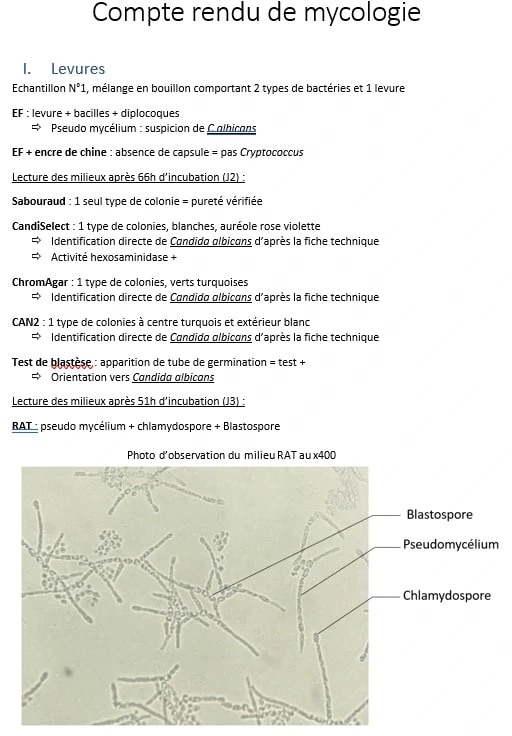 Compte rendu de mycologie
I. Levures
Echantillon N°1, mélange en bouillon comportant 2 types de bactéries et 1 levure
EF : levure + bacilles + diplocoques
⇨ Pseudo mycélium : suspicion de C.albicans
EF + encre de chine : absence de capsule = pas Cryptococcus
Lecture des milieux après 66h d'incubation (J2) :
Sabouraud : 1 seul type de colonie = pureté vérifiée
CandiSelect : 1 type de colonies, blanches, auréole rose violette
⇨ Identification directe de Candida albicans d'après la fiche technique
⇨ Activité hexosaminidase +
ChromAgar : 1 type de colonies, verts turquoises
⇨ Identification directe de Candida albicans d'après la fiche technique
CAN2 : 1 type de colonies à centre turquois et extérieur blanc
⇨ Identification directe de Candida albicans d'après la fiche technique
Test de blastèse : apparition de tube de germination = test +
⇨ Orientation vers Candida albicans
Lecture des milieux après 51h d'incubation (J3) :
RAT : pseudo mycélium + chlamydospore + Blastospore
Photo d'observation du milieu RAT au x400
Blastospore
Pseudomycélium
Chlamydospore